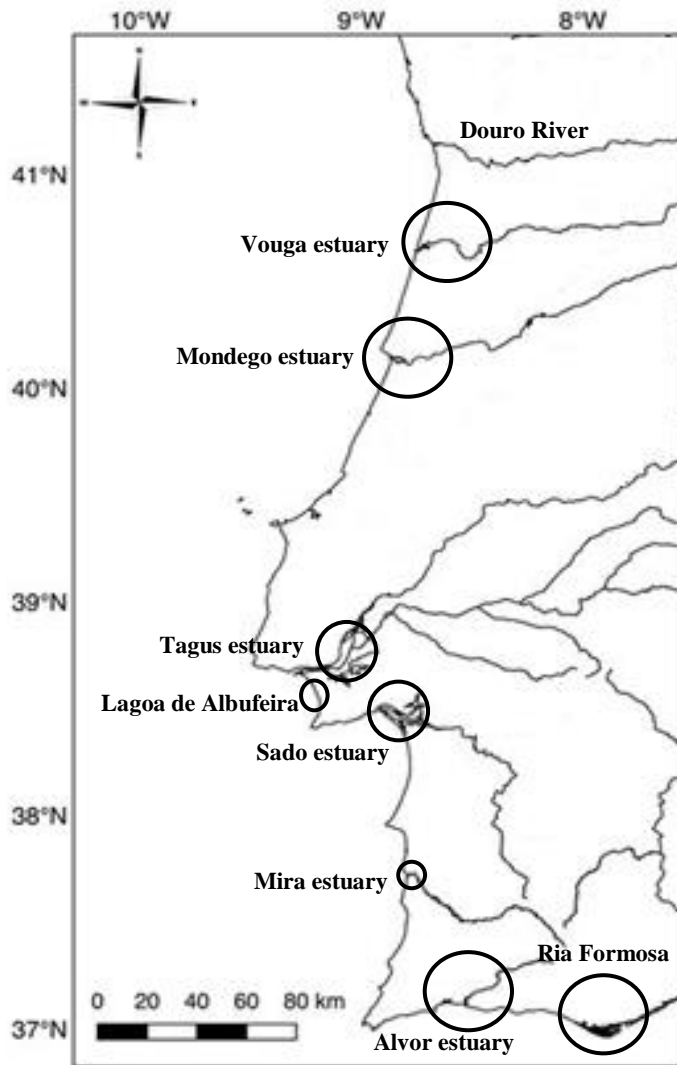 10°W 9°W 8°W
Douro River
41°N
Vouga estuary
Mondego estuary
40°N
39°N
Tagus estuary
Lagoa de Albufeira
Sado estuary
38°N
Mira estuary
Ria Formosa
0 20 40 60 80 km
37°N
Alvor estuary